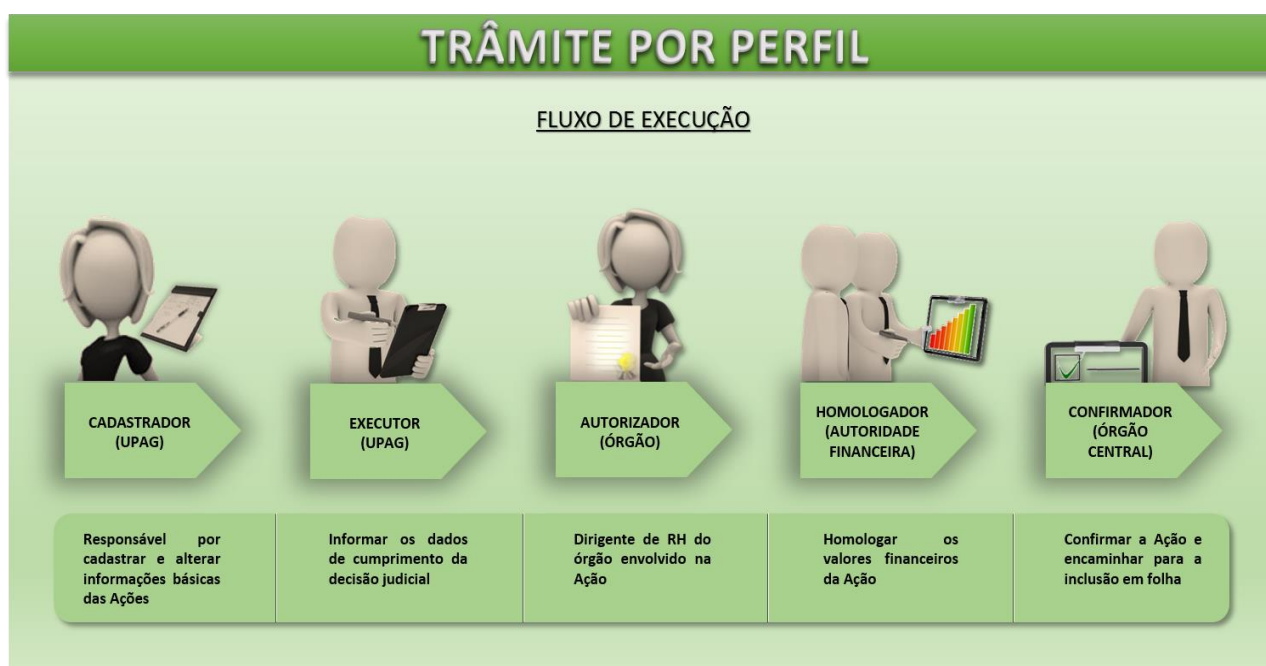 TRÂMITE POR PERFIL
FLUXO DE EXECUÇÃO
CADASTRADOR
(UPAG)
EXECUTOR
(UPAG)
AUTORIZADOR
(ÓRGÃO)
HOMOLOGADOR
(AUTORIDADE
FINANCEIRA)
CONFIRMADOR
(ÓRGÃO
CENTRAL)
Responsável por
cadastrar e alterar
informações básicas
das Ações
Informar os dados
de cumprimento da
decisão judicial
Dirigente de RH do
órgão envolvido na
Ação
Homologar os
valores financeiros
da Ação
Confirmar a Ação e
encaminhar para a
inclusão em folha